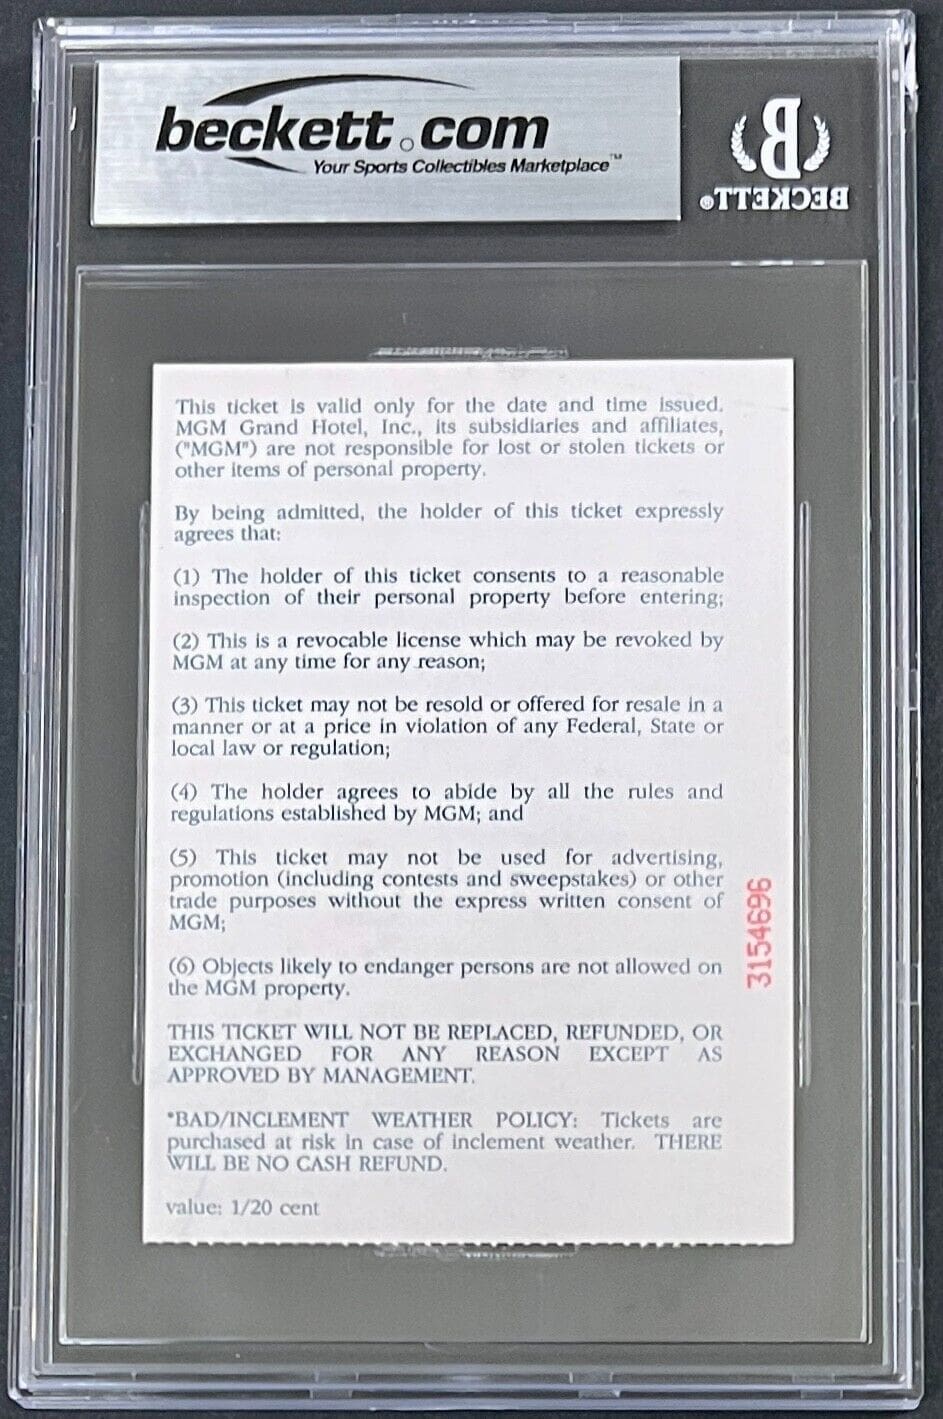 beckett.com
Your Sports Collectibles Marketplace™
B
BECKETT®
This ticket is valid only for the date and time issued.
MGM Grand Hotel, Inc., its subsidiaries and affiliates,
("MGM") are not responsible for lost or stolen tickets or
other items of personal property.
By being admitted, the holder of this ticket expressly
agrees that:
(1) The holder of this ticket consents to a reasonable
inspection of their personal property before entering;
(2) This is a revocable license which may be revoked by
MGM at any time for any reason;
(3) This ticket may not be resold or offered for resale in a
manner or at a price in violation of any Federal, State or
local law or regulation;
(4) The holder agrees to abide by all the rules and
regulations established by MGM; and
(5) This ticket may not be used for advertising,
promotion (including contests and sweepstakes) or other
trade purposes without the express written consent of
MGM;
(6) Objects likely to endanger persons are not allowed on
the MGM property.
THIS TICKET WILL NOT BE REPLACED, REFUNDED, OR
EXCHANGED FOR ANY REASON EXCEPT AS
APPROVED BY MANAGEMENT.
*BAD/INCLEMENT WEATHER POLICY: Tickets are
purchased at risk in case of inclement weather. THERE
WILL BE NO CASH REFUND.
value: 1/20 cent
3154696